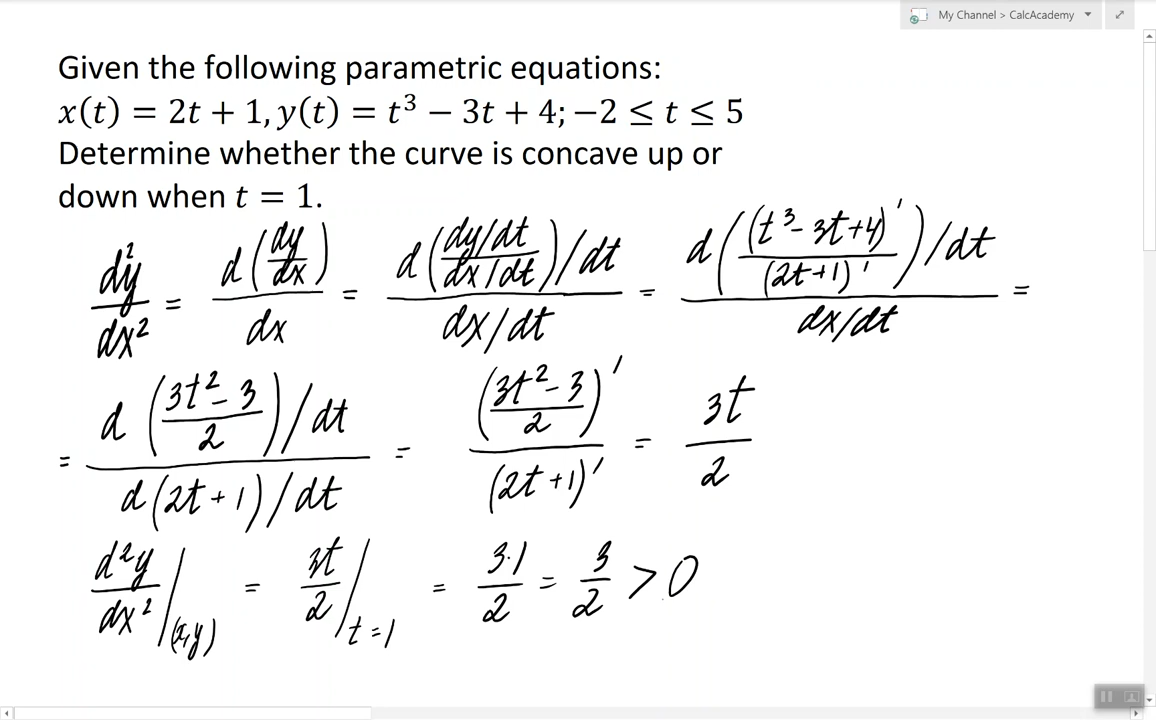 My Channel > CalcAcademy
Given the following parametric equations:
x(t) = 2t + 1, y(t) = t³ − 3t + 4; −2 ≤ t ≤ 5
Determine whether the curve is concave up or
down when t = 1.
d²y/dx² = d(dy/dx)/dx = (d((dy/dt)/(dx/dt))/dt)/(dx/dt) = (d((t³-3t+4)'/(2t+1)')/dt)/(dx/dt) =
= (d((3t²-3)/2)/dt)/(d(2t+1)/dt) = ((3t²-3)/2)'/(2t+1)' = 3t/2
d²y/dx² |(x,y) = 3t/2 |t=1 = 3·1/2 = 3/2 > 0